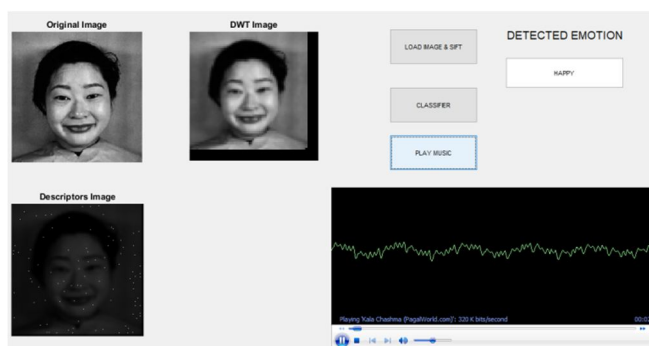 Original Image
DWT Image
LOAD IMAGE & SIFT
DETECTED EMOTION
HAPPY
CLASSIFIER
PLAY MUSIC
Descriptors Image
Playing 'Kala Chashma (PagalWorld.com)': 320 K bits/second